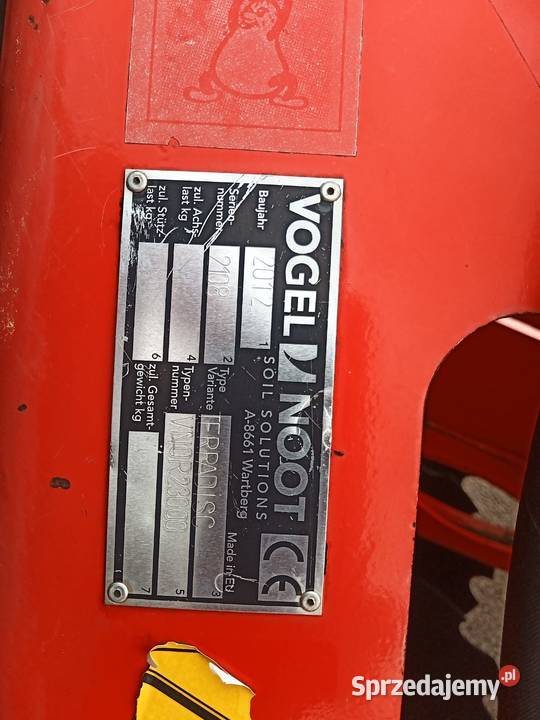 VOGEL NOOT
SOIL SOLUTIONS
A-8661 Wartberg
CE
Baujahr 2012 1
Made in EU
Serien-
nummer 2108 2
Type
Variante TERRADISC 3
zul. Achs-
last kg 4
Typen-
nummer 5
zul. Stütz-
last kg 6
zul. Gesamt-
gewicht kg 7
Sprzedajemy.pl